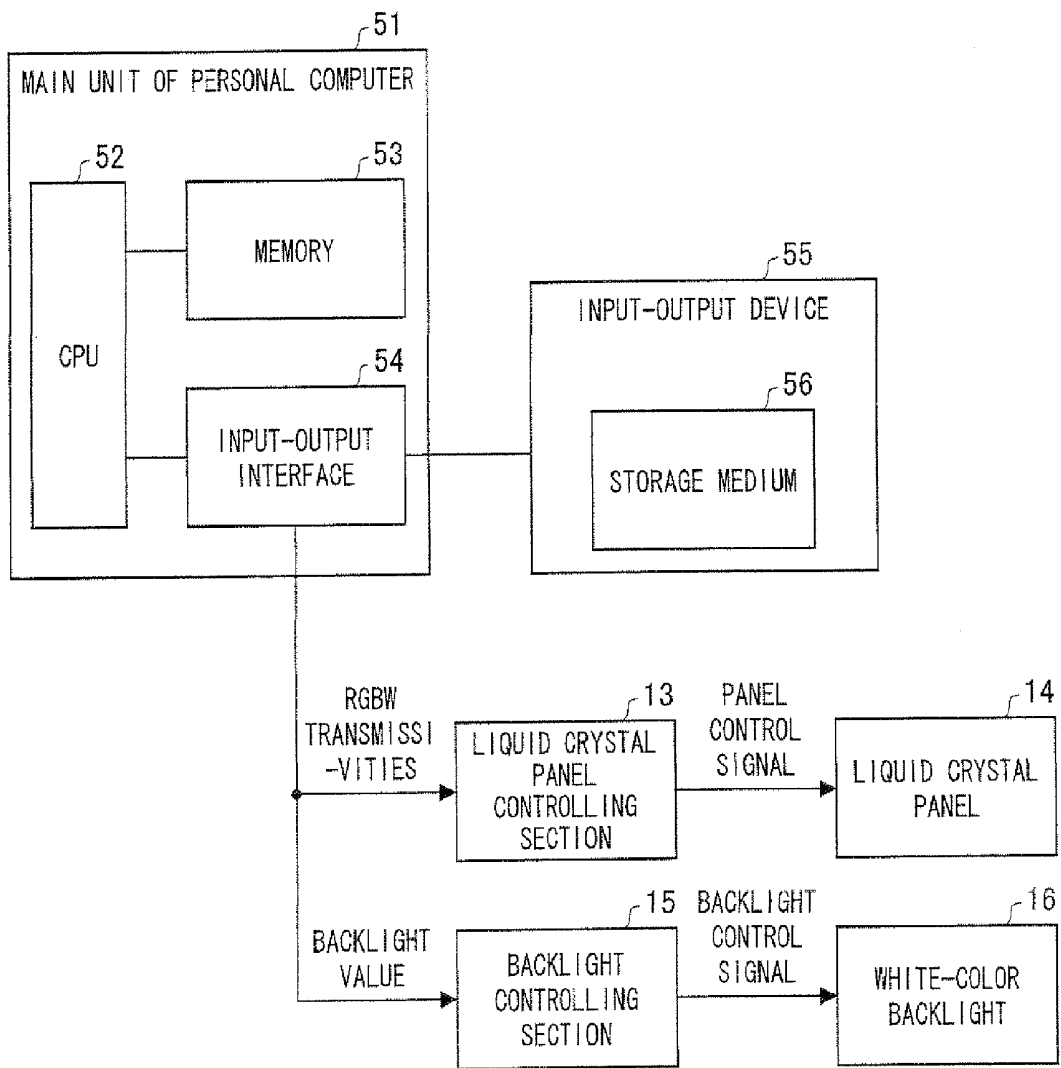 51
MAIN UNIT OF PERSONAL COMPUTER
52
53
CPU
MEMORY
54
INPUT-OUTPUT
INTERFACE
55
INPUT-OUTPUT DEVICE
56
STORAGE MEDIUM
RGBW
TRANSMISSI
-VITIES
13
LIQUID CRYSTAL
PANEL
CONTROLLING
SECTION
PANEL
CONTROL
SIGNAL
14
LIQUID CRYSTAL
PANEL
BACKLIGHT
VALUE
15
BACKLIGHT
CONTROLLING
SECTION
BACKLIGHT
CONTROL
SIGNAL
16
WHITE-COLOR
BACKLIGHT